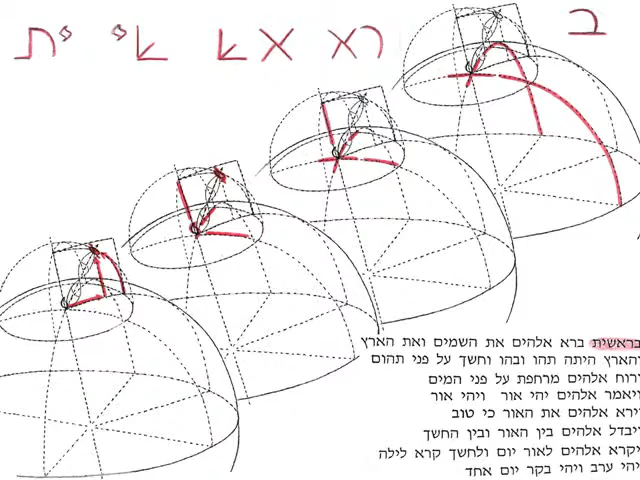 ב
בראשית ברא אלהים את השמים ואת הארץ
והארץ היתה תהו ובהו וחשך על פני תהום
ורוח אלהים מרחפת על פני המים
ויאמר אלהים יהי אור ויהי אור
וירא אלהים את האור כי טוב
ויבדל אלהים בין האור ובין החשך
ויקרא אלהים לאור יום ולחשך קרא לילה
ויהי ערב ויהי בקר יום אחד